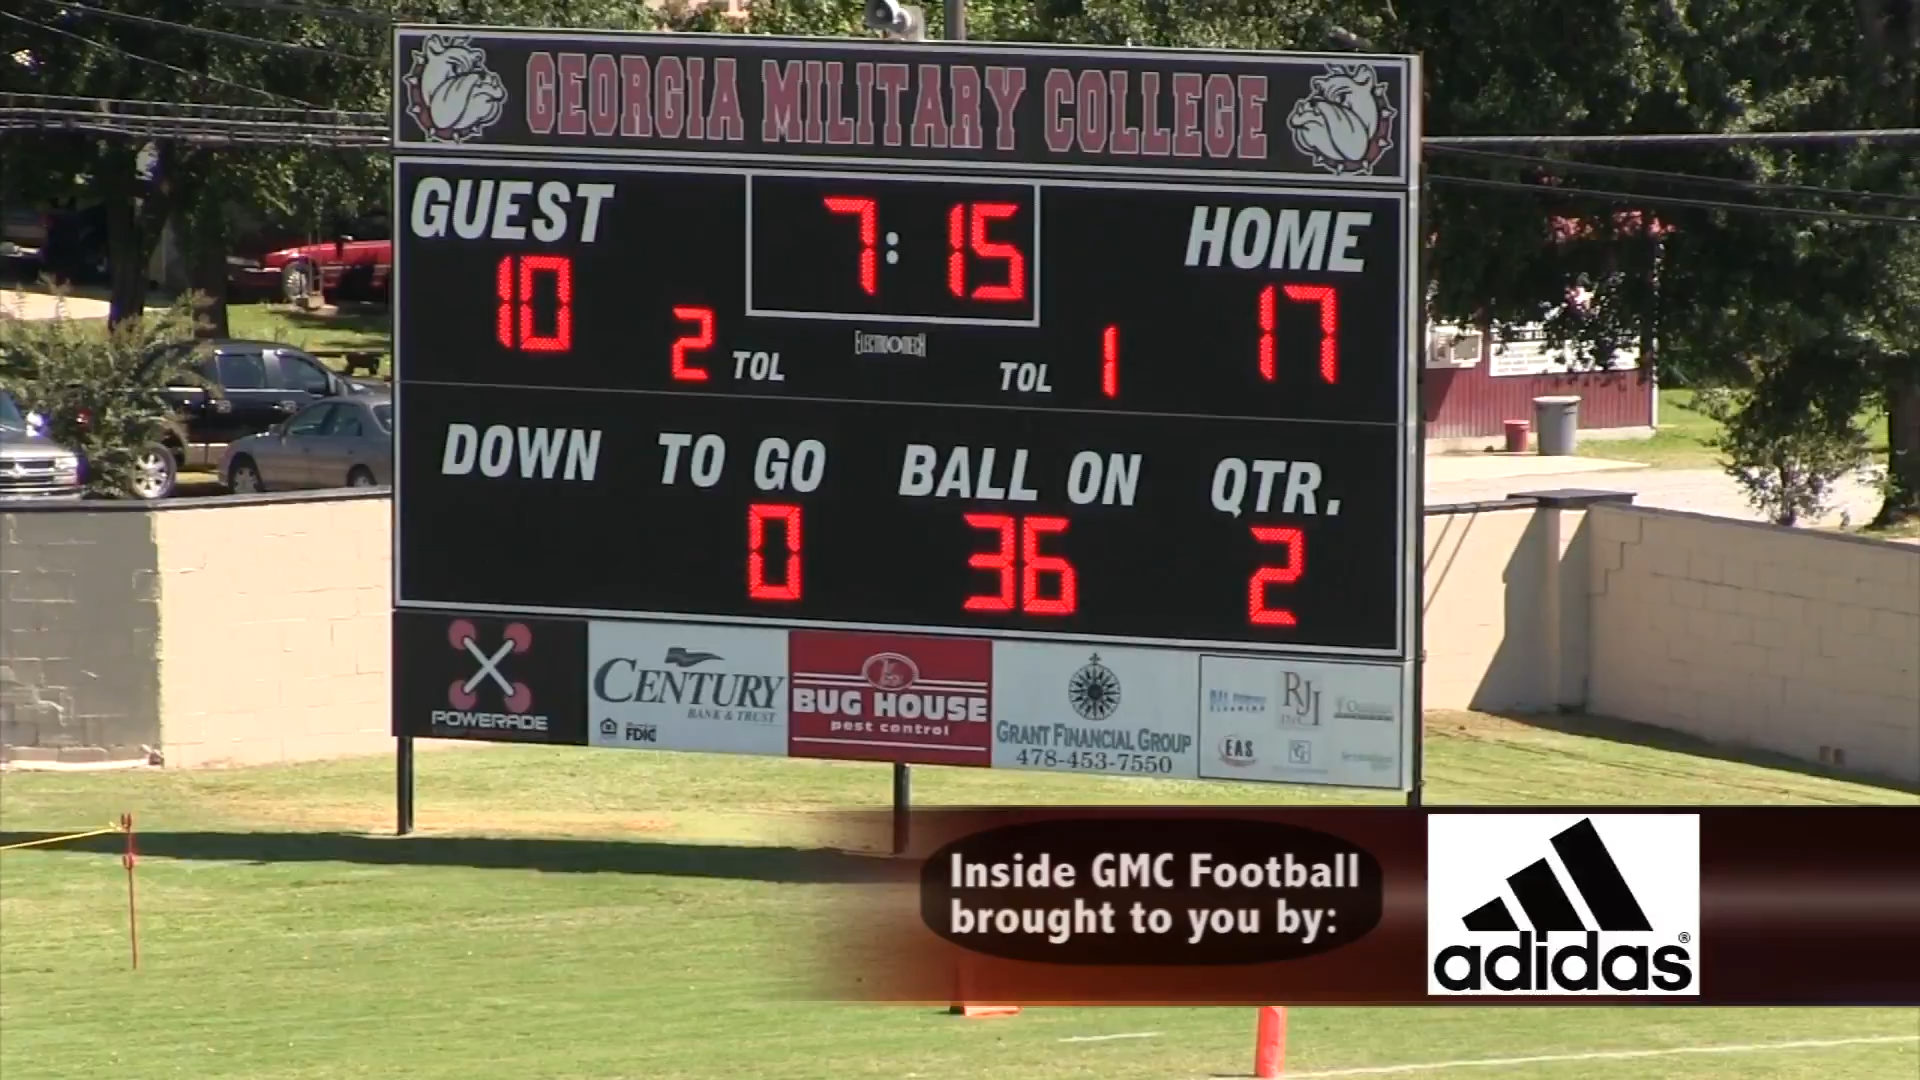 GEORGIA MILITARY COLLEGE
GUEST
7:15
HOME
10
2 TOL
ELECTRO-MECH
TOL 1
17
DOWN
TO GO
BALL ON
QTR.
0
36
2
POWERADE
CENTURY
BANK & TRUST
FDIC
BUG HOUSE
pest control
GRANT FINANCIAL GROUP
478-453-7550
RJI
EAS
Inside GMC Football
brought to you by:
adidas®